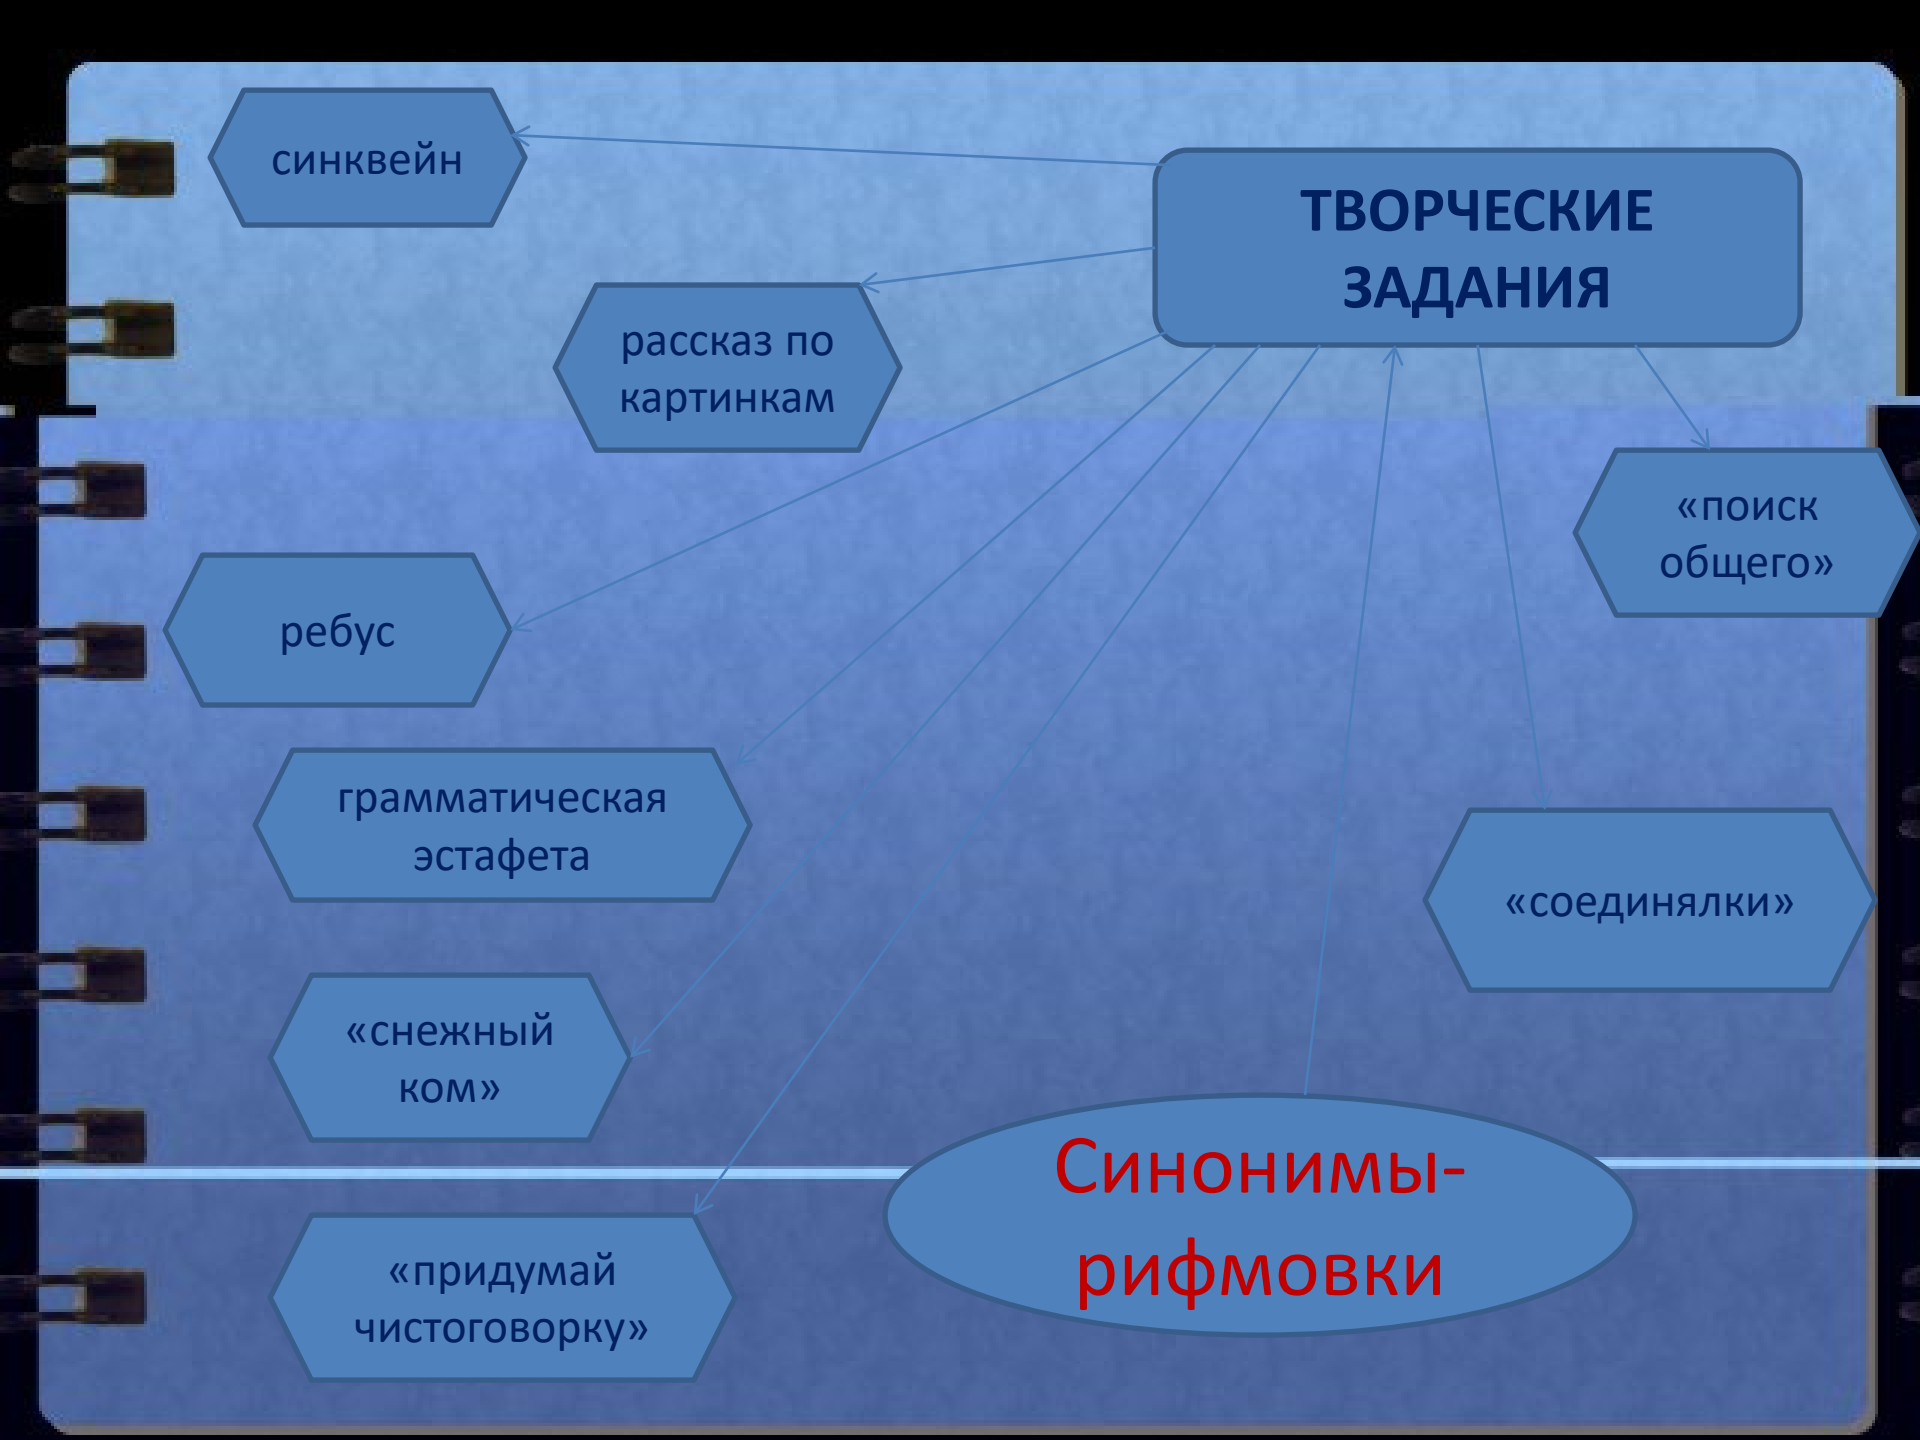 синквейн
ТВОРЧЕСКИЕ
ЗАДАНИЯ
рассказ по
картинкам
«поиск
общего»
ребус
грамматическая
эстафета
«соединялки»
«снежный
ком»
Синонимы-
рифмовки
«придумай
чистоговорку»